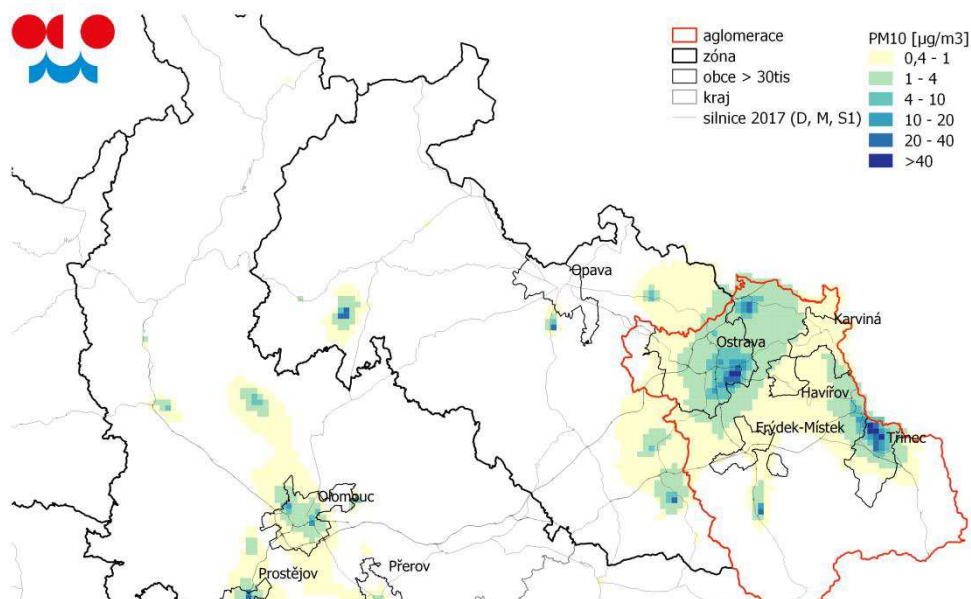 aglomerace
zóna
obce > 30tis
kraj
silnice 2017 (D, M, S1)
PM10 [µg/m3]
0,4 - 1
1 - 4
4 - 10
10 - 20
20 - 40
>40
Opava
Karviná
Ostrava
Havířov
Frýdek-Místek
Třinec
Olomouc
Přerov
Prostějov